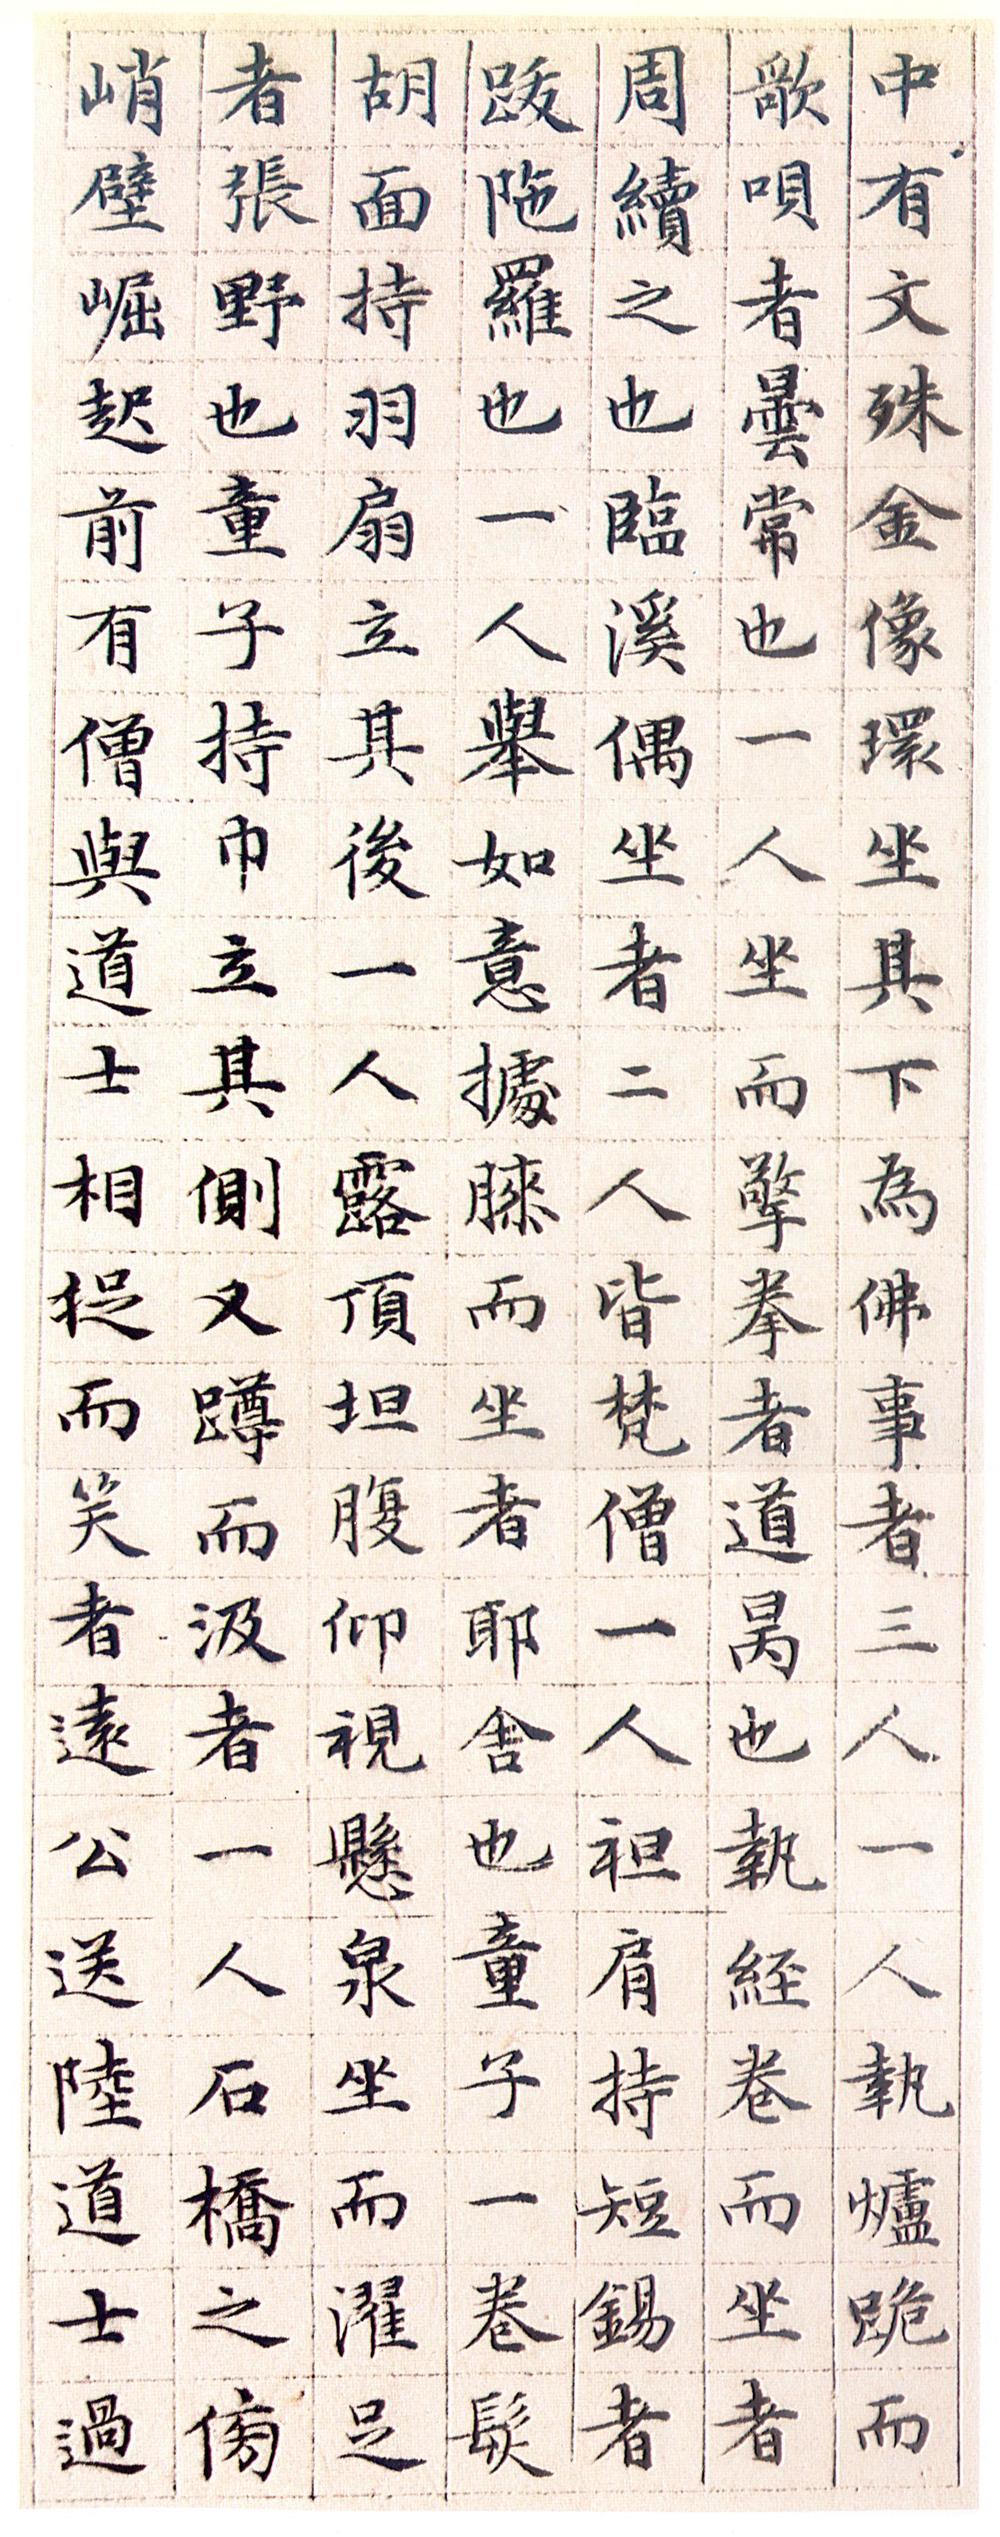 中有文殊金像環坐其下為佛事者三人一人執爐跪而
歌唄者曇常也一人坐而擎拳者道昺也執經卷而坐者
周續之也臨溪偶坐者二人皆梵僧一人袒肩持短錫者
跋陁羅也一人舉如意據膝而坐者耶舍也童子一卷髮
胡面持羽扇立其後一人露頂坦腹仰視懸泉坐而濯足
者張野也童子持巾立其側又蹲而汲者一人石橋之傍
峭壁崛起前有僧與道士相捉而笑者遠公送陸道士過